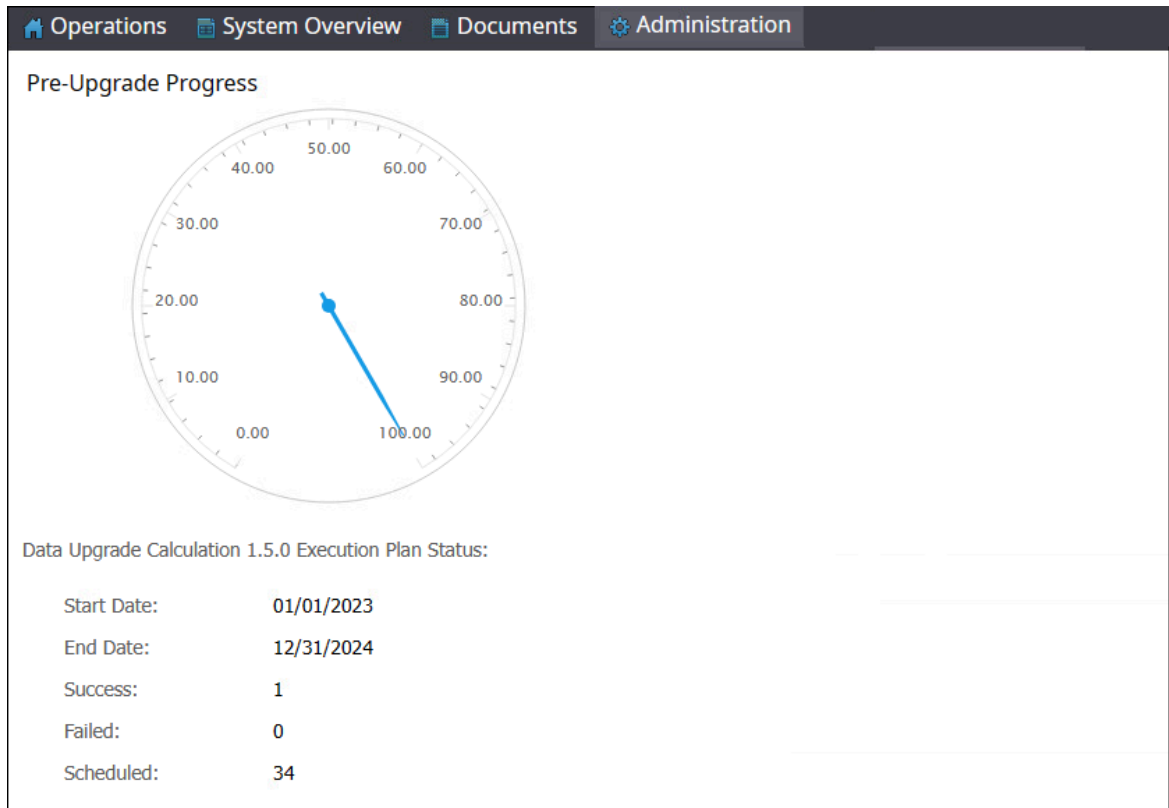 Operations System Overview Documents Administration
Pre-Upgrade Progress
50.00
40.00 60.00
30.00 70.00
20.00 80.00
10.00 90.00
0.00 100.00
Data Upgrade Calculation 1.5.0 Execution Plan Status:
Start Date: 01/01/2023
End Date: 12/31/2024
Success: 1
Failed: 0
Scheduled: 34